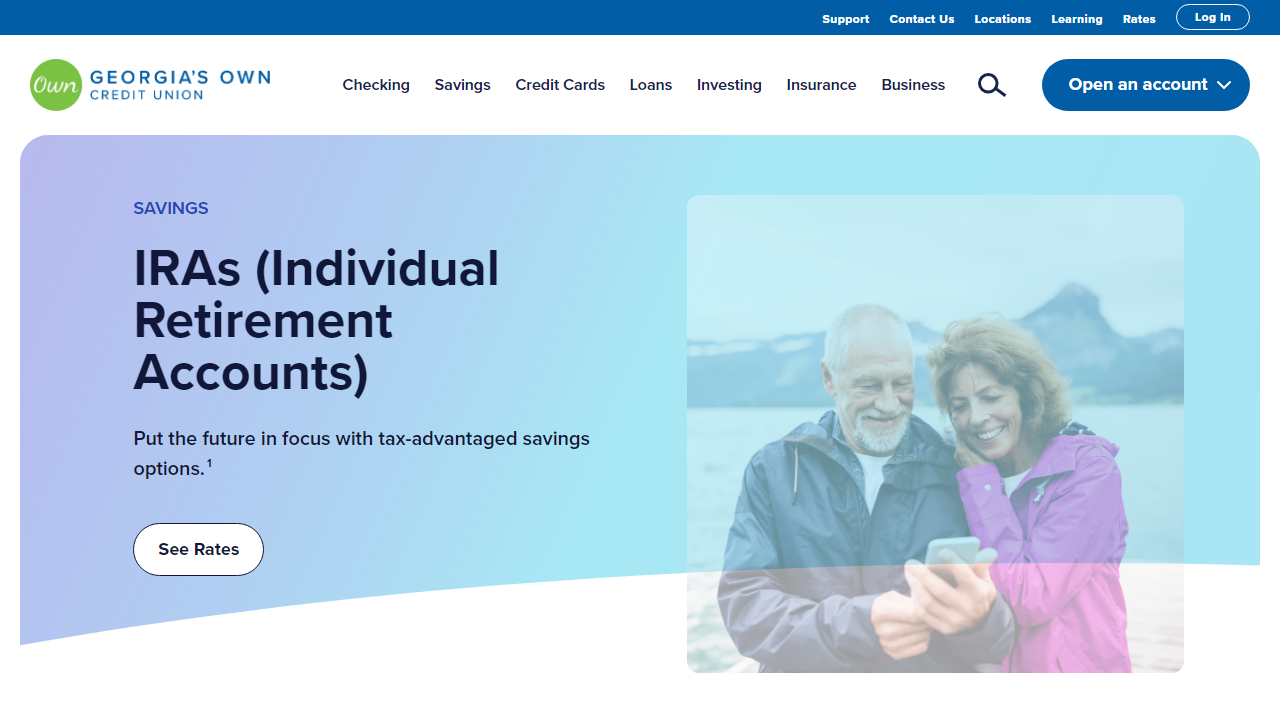 Support Contact Us Locations Learning Rates Log In
Own GEORGIA'S OWN
CREDIT UNION
Checking Savings Credit Cards Loans Investing Insurance Business Open an account
SAVINGS
IRAs (Individual
Retirement
Accounts)
Put the future in focus with tax-advantaged savings
options.¹
See Rates